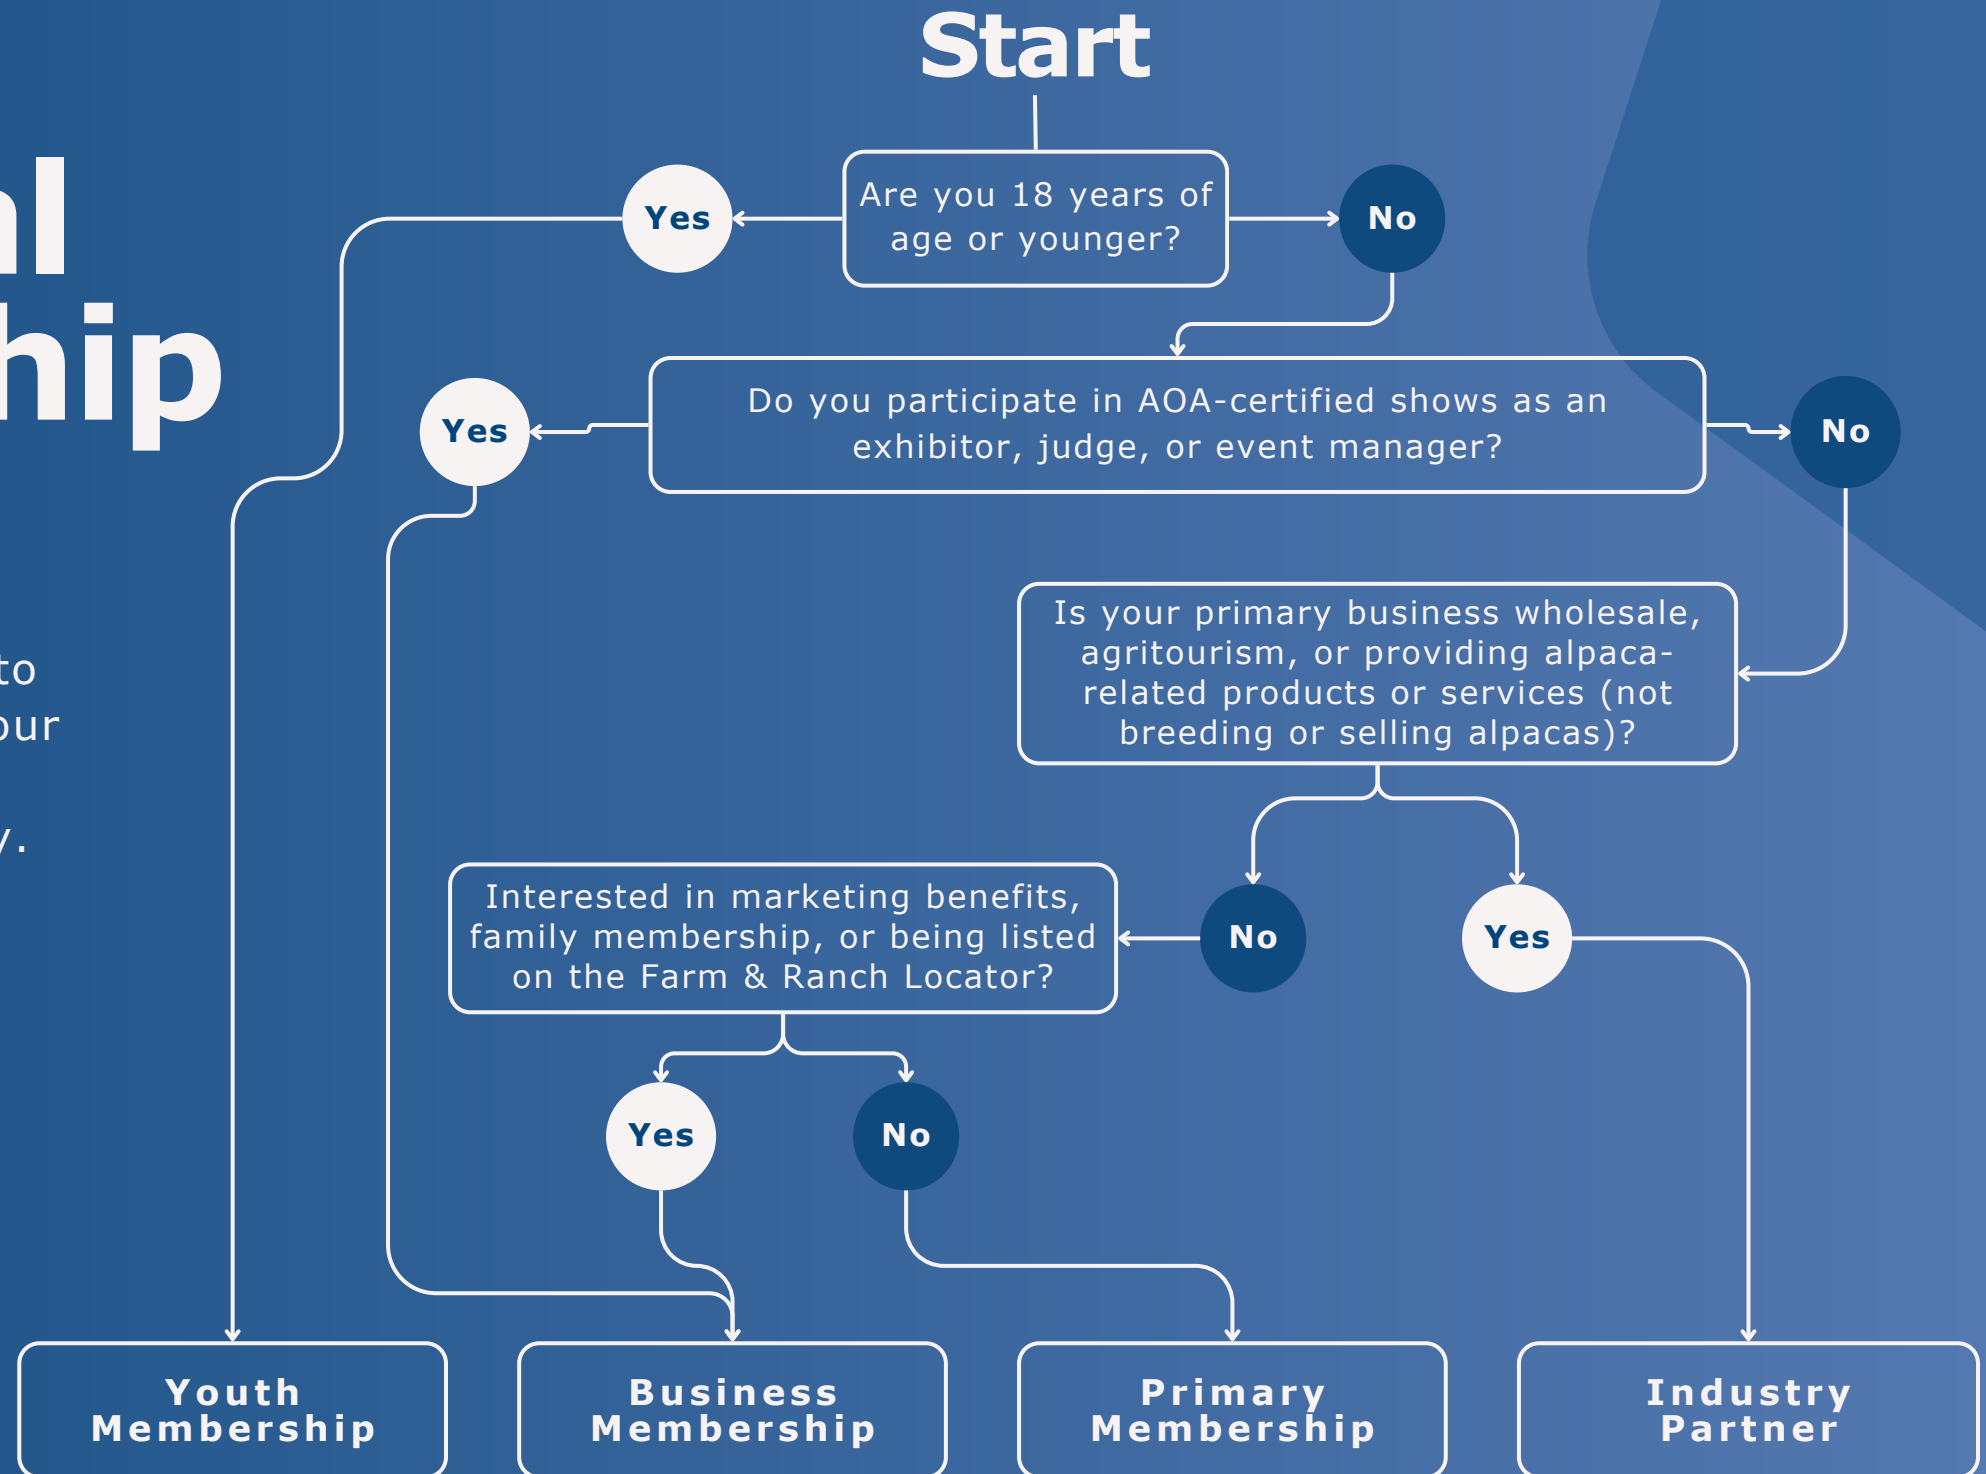 Start
Are you 18 years of
age or younger?
Yes
No
Do you participate in AOA-certified shows as an
exhibitor, judge, or event manager?
Yes
No
Is your primary business wholesale,
agritourism, or providing alpaca-
related products or services (not
breeding or selling alpacas)?
No
Yes
Interested in marketing benefits,
family membership, or being listed
on the Farm & Ranch Locator?
Yes
No
Youth
Membership
Business
Membership
Primary
Membership
Industry
Partner
to